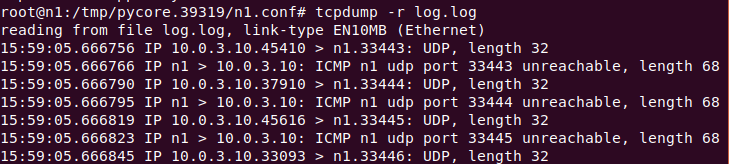 root@n1:/tmp/pycore.39319/n1.conf# tcpdump -r log.log
reading from file log.log, link-type EN10MB (Ethernet)
15:59:05.666756 IP 10.0.3.10.45410 > n1.33443: UDP, length 32
15:59:05.666766 IP n1 > 10.0.3.10: ICMP n1 udp port 33443 unreachable, length 68
15:59:05.666790 IP 10.0.3.10.37910 > n1.33444: UDP, length 32
15:59:05.666795 IP n1 > 10.0.3.10: ICMP n1 udp port 33444 unreachable, length 68
15:59:05.666819 IP 10.0.3.10.45616 > n1.33445: UDP, length 32
15:59:05.666823 IP n1 > 10.0.3.10: ICMP n1 udp port 33445 unreachable, length 68
15:59:05.666845 IP 10.0.3.10.33093 > n1.33446: UDP, length 32